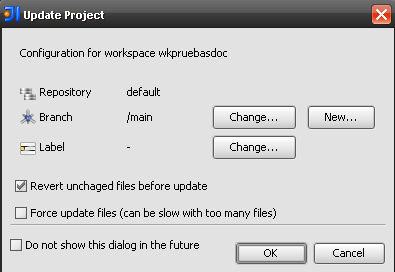 Update Project
Configuration for workspace wkpruebasdoc
Repository default
Branch /main Change... New...
Label - Change...
Revert unchaged files before update
Force update files (can be slow with too many files)
Do not show this dialog in the future
OK Cancel